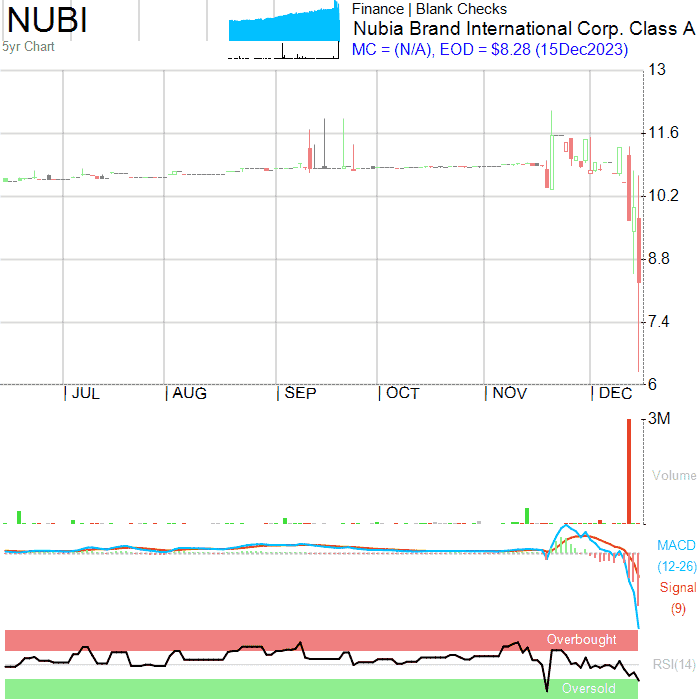 NUBI
5yr Chart
Finance | Blank Checks
Nubia Brand International Corp. Class A
MC = (N/A), EOD = $8.28 (15Dec2023)
13
11.6
10.2
8.8
7.4
6
JUL AUG SEP OCT NOV DEC
3M
Volume
MACD
(12-26)
Signal
(9)
Overbought
RSI(14)
Oversold